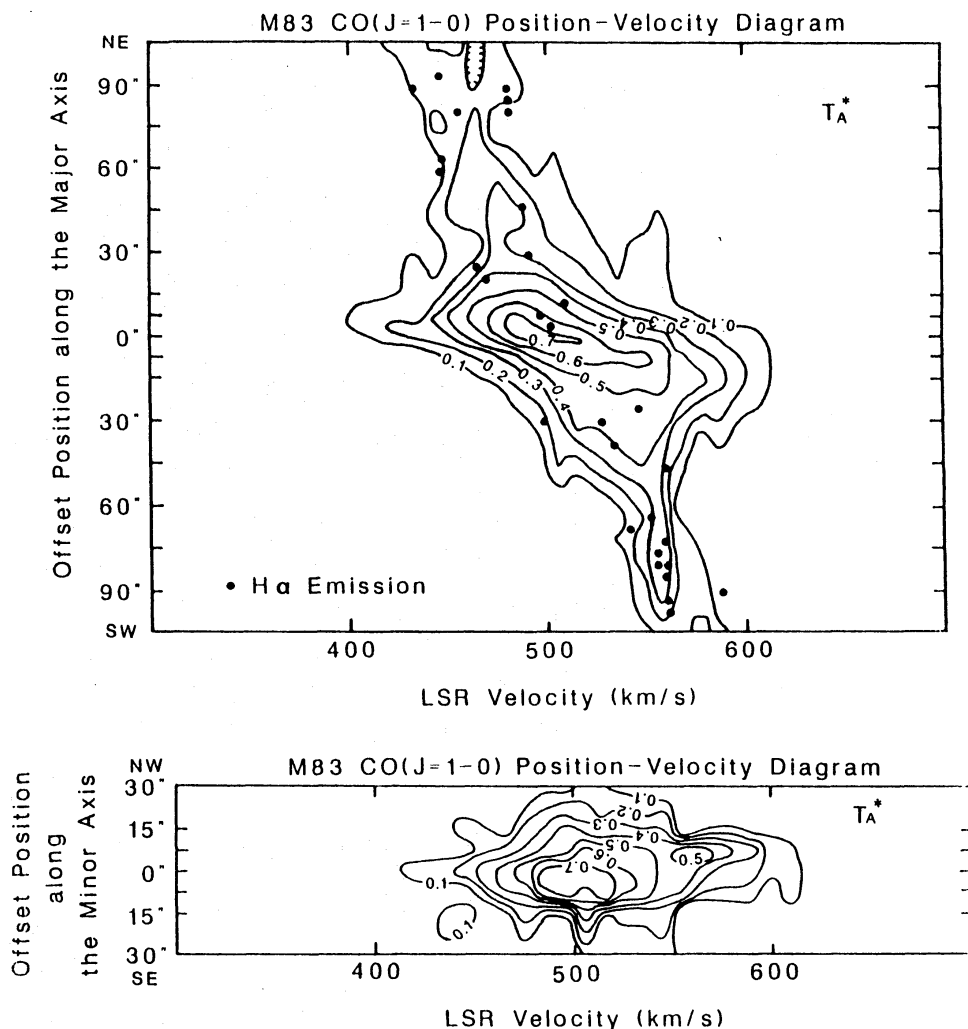 M83 CO(J=1-0) Position-Velocity Diagram
NE
90"
60"
30"
0"
30"
60"
90"
SW
Offset Position along the Major Axis
TA*
0.1
0.2
0.3
0.4
0.5
0.7
0.6
0.5
0.1
0.2
0.3
0.4
● Hα Emission
400 500 600
LSR Velocity (km/s)
M83 CO(J=1-0) Position-Velocity Diagram
NW
30"
15"
0"
15"
30"
SE
Offset Position
along
the Minor Axis
TA*
0.1
0.2
0.3
0.4
0.5
0.6
0.7
0.5
0.1
0.1
400 500 600
LSR Velocity (km/s)